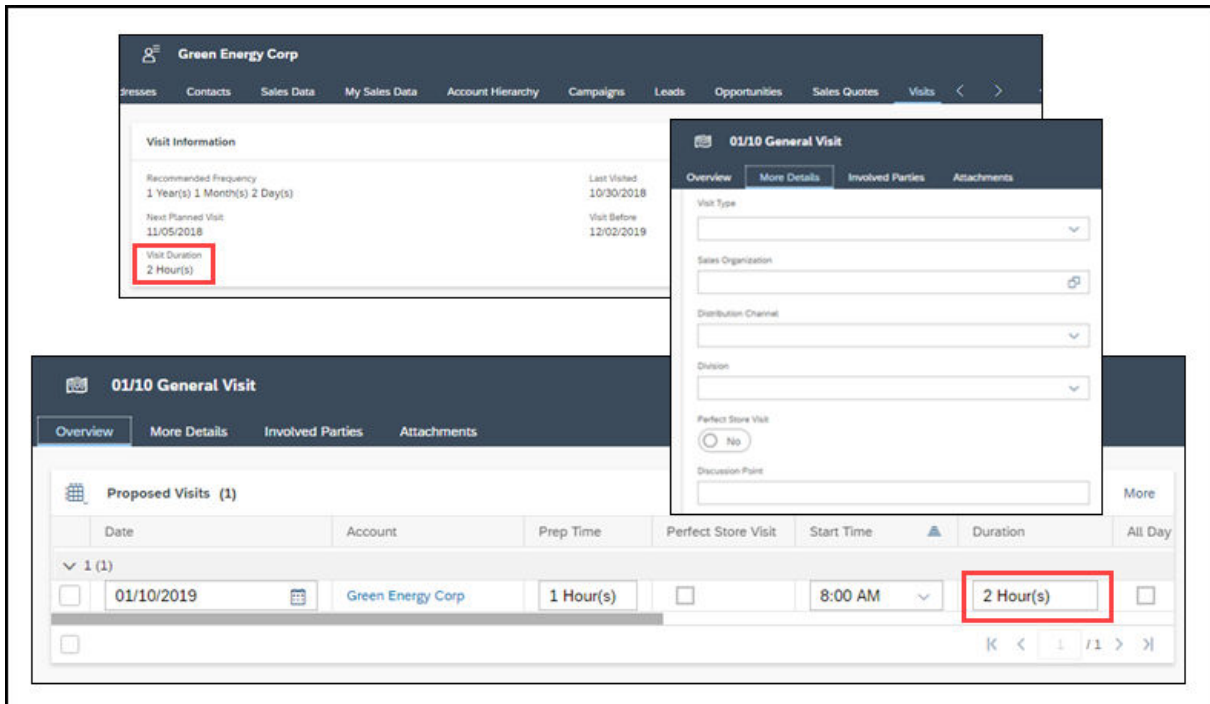 Green Energy Corp
dresses Contacts Sales Data My Sales Data Account Hierarchy Campaigns Leads Opportunities Sales Quotes Visits
Visit Information
Recommended Frequency
1 Year(s) 1 Month(s) 2 Day(s)
Last Visited
10/30/2018
Next Planned Visit
11/05/2018
Visit Before
12/02/2019
Visit Duration
2 Hour(s)
01/10 General Visit
Overview More Details Involved Parties Attachments
Visit Type
Sales Organization
Distribution Channel
Division
Perfect Store Visit
No
Discussion Point
01/10 General Visit
Overview More Details Involved Parties Attachments
Proposed Visits (1)
More
Date Account Prep Time Perfect Store Visit Start Time Duration All Day
1 (1)
01/10/2019 Green Energy Corp 1 Hour(s) 8:00 AM 2 Hour(s)
1 / 1